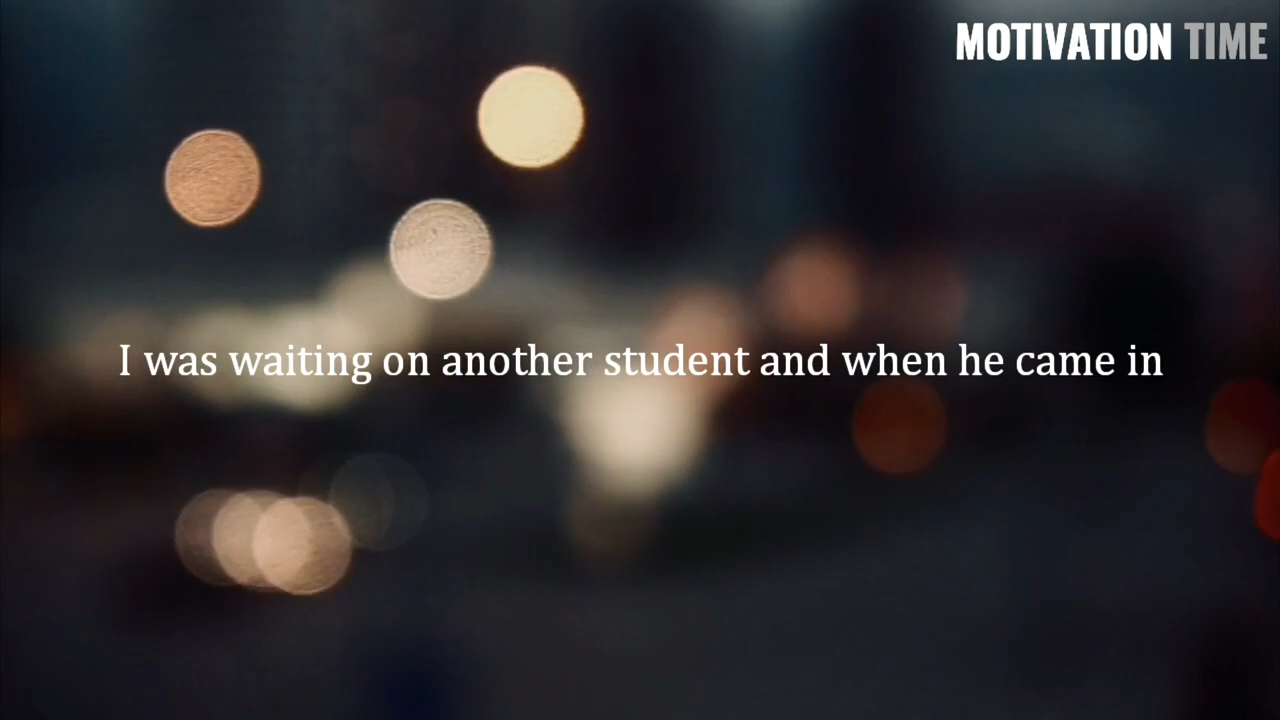 MOTIVATION TIME
I was waiting on another student and when he came in